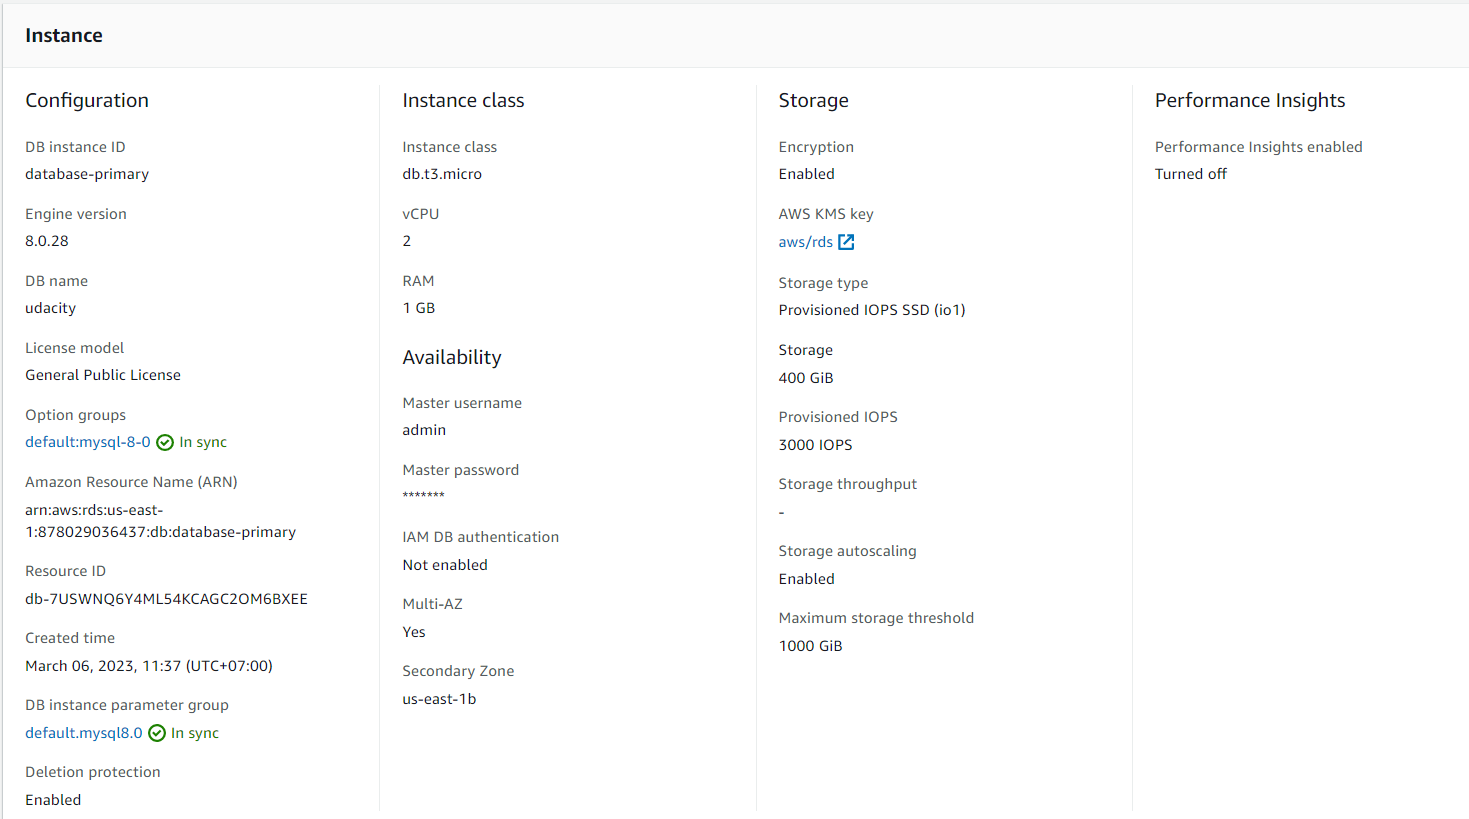 Instance
Configuration
DB instance ID
database-primary
Engine version
8.0.28
DB name
udacity
License model
General Public License
Option groups
default:mysql-8-0 In sync
Amazon Resource Name (ARN)
arn:aws:rds:us-east-
1:878029036437:db:database-primary
Resource ID
db-7USWNQ6Y4ML54KCAGC2OM6BXEE
Created time
March 06, 2023, 11:37 (UTC+07:00)
DB instance parameter group
default.mysql8.0 In sync
Deletion protection
Enabled
Instance class
Instance class
db.t3.micro
vCPU
2
RAM
1 GB
Availability
Master username
admin
Master password
*******
IAM DB authentication
Not enabled
Multi-AZ
Yes
Secondary Zone
us-east-1b
Storage
Encryption
Enabled
AWS KMS key
aws/rds
Storage type
Provisioned IOPS SSD (io1)
Storage
400 GiB
Provisioned IOPS
3000 IOPS
Storage throughput
-
Storage autoscaling
Enabled
Maximum storage threshold
1000 GiB
Performance Insights
Performance Insights enabled
Turned off